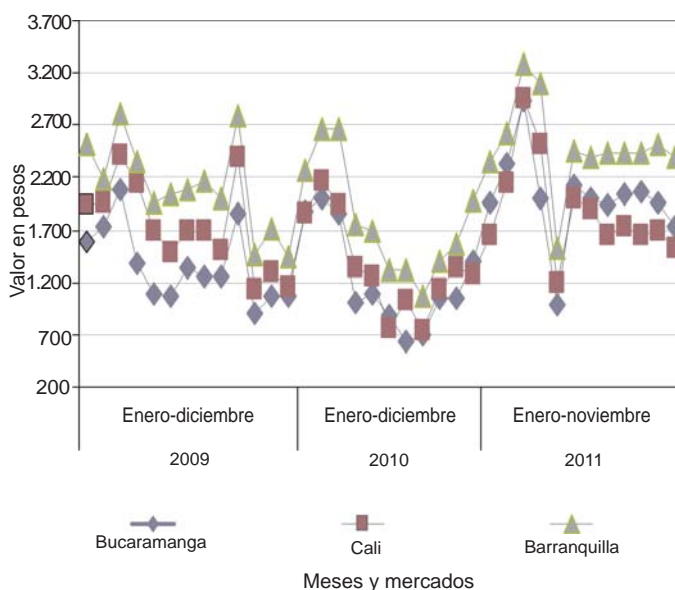 3.700
3.200
2.700
2.200
1.700
1.200
700
200
Valor en pesos
Enero-diciembre Enero-diciembre Enero-noviembre
2009 2010 2011
Bucaramanga Cali Barranquilla
Meses y mercados